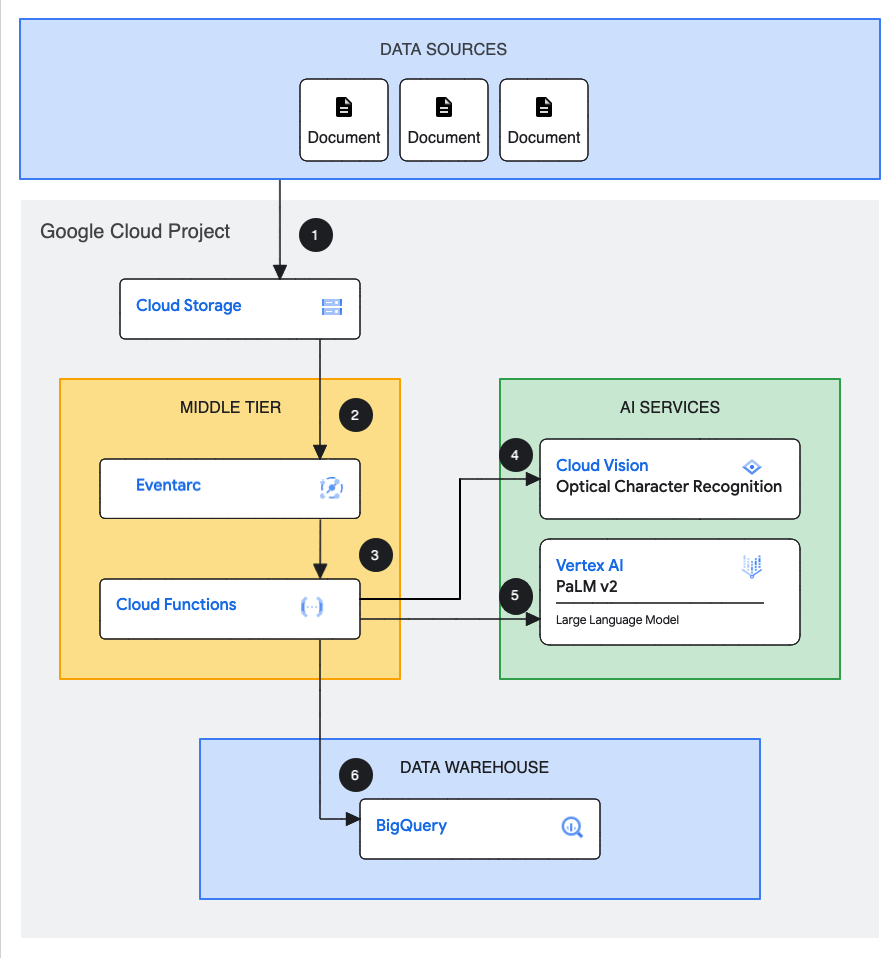 DATA SOURCES
Document
Document
Document
Google Cloud Project
1
Cloud Storage
MIDDLE TIER
2
Eventarc
3
Cloud Functions
AI SERVICES
4
Cloud Vision
Optical Character Recognition
5
Vertex AI
PaLM v2
Large Language Model
DATA WAREHOUSE
6
BigQuery